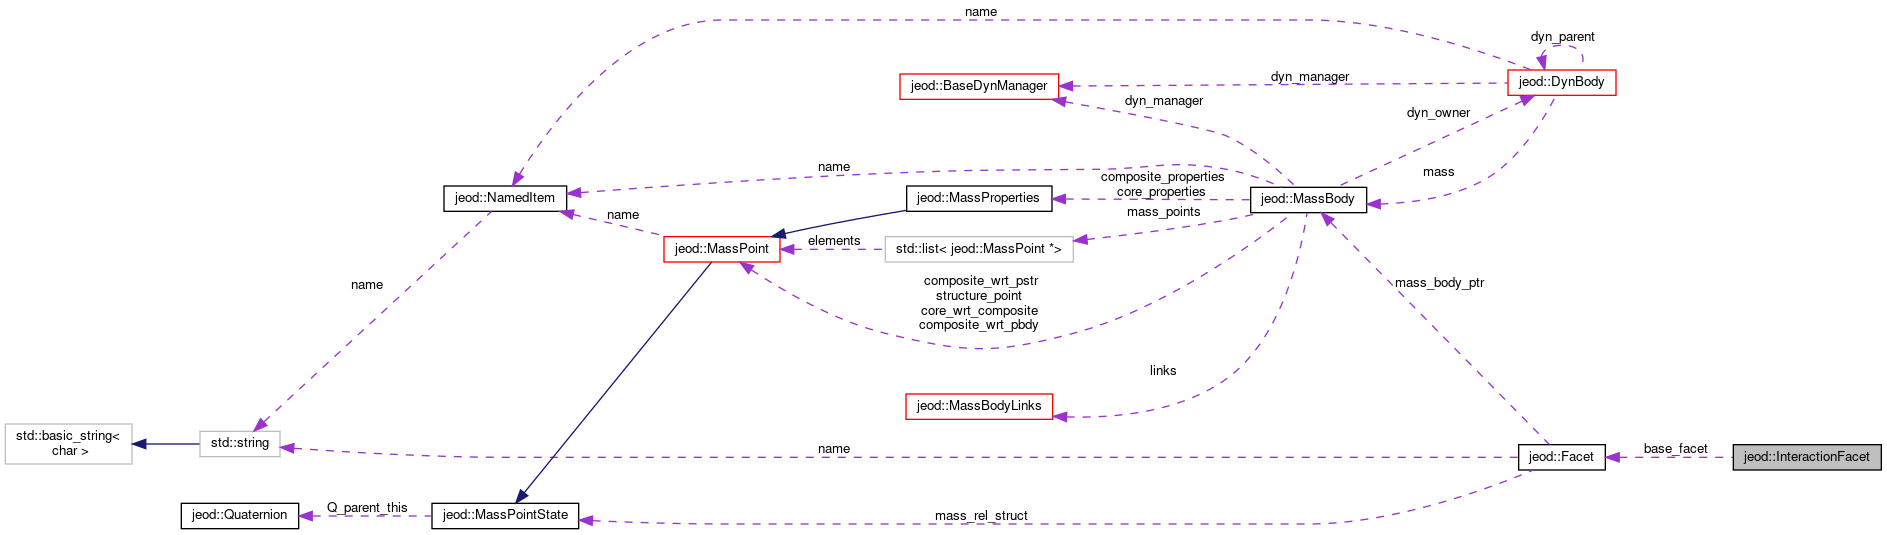 name
dyn_parent
jeod::BaseDynManager
dyn_manager
jeod::DynBody
dyn_manager
dyn_owner
name
mass
jeod::NamedItem
jeod::MassProperties
composite_properties
core_properties
jeod::MassBody
name
mass_points
jeod::MassPoint
elements
std::list< jeod::MassPoint *>
name
composite_wrt_pstr
structure_point
core_wrt_composite
composite_wrt_pbdy
mass_body_ptr
links
jeod::MassBodyLinks
std::basic_string<
char >
std::string
name
jeod::Facet
base_facet
jeod::InteractionFacet
jeod::Quaternion
Q_parent_this
jeod::MassPointState
mass_rel_struct